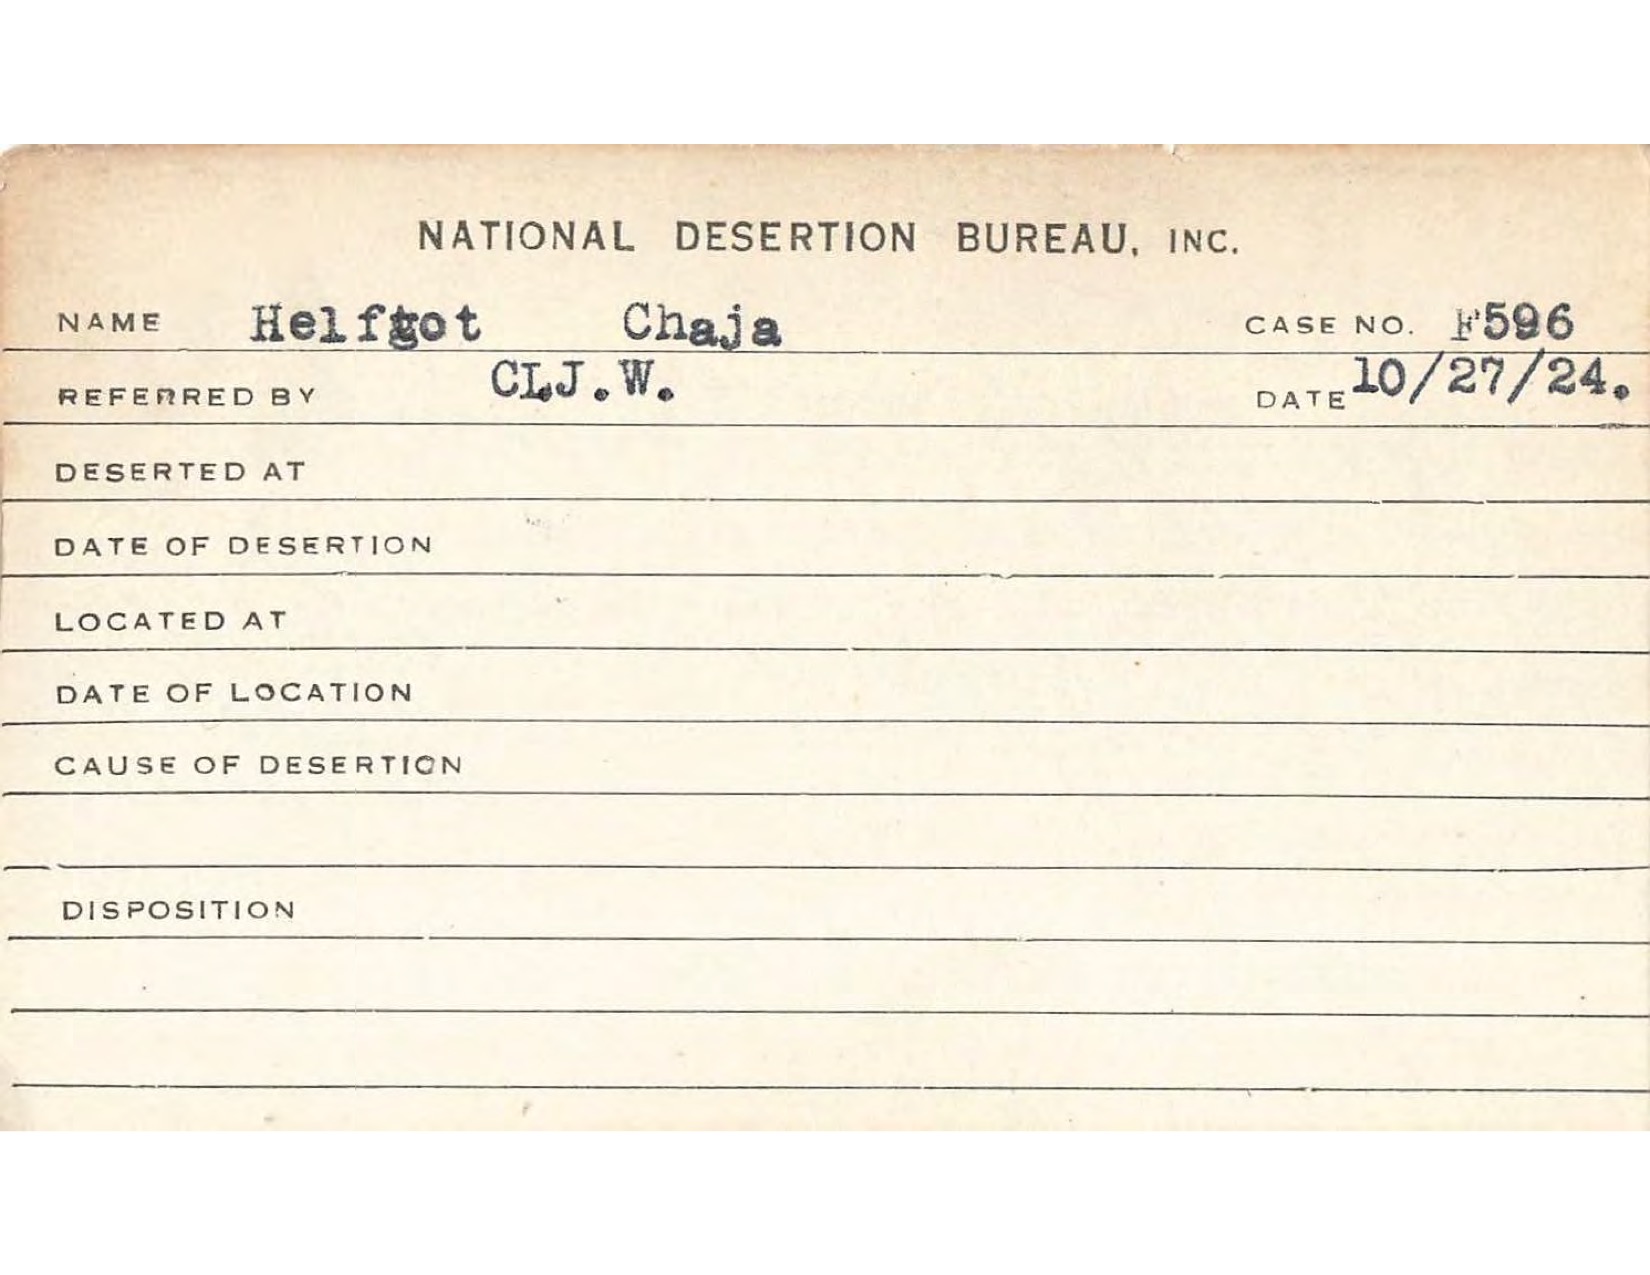 NATIONAL DESERTION BUREAU, INC.
NAME Helfgot Chaja CASE NO. F596
REFERRED BY CLJ.W. DATE 10/27/24.
DESERTED AT
DATE OF DESERTION
LOCATED AT
DATE OF LOCATION
CAUSE OF DESERTION
DISPOSITION